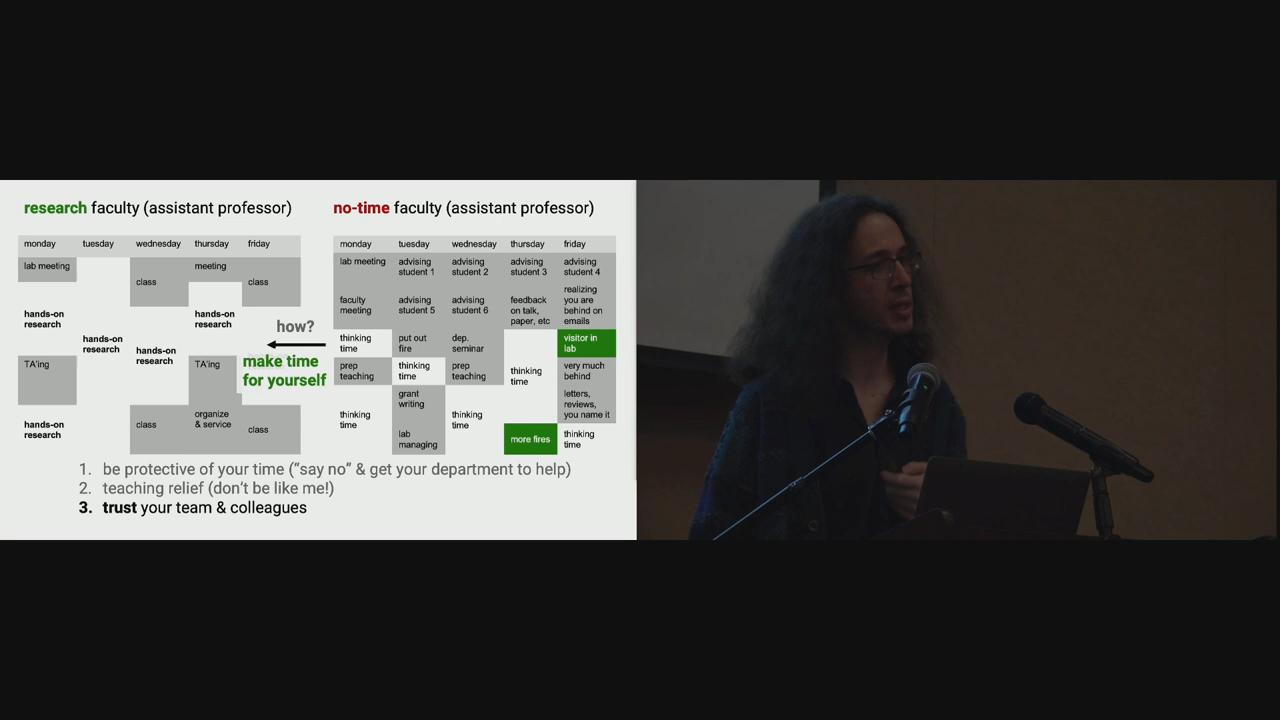 research faculty (assistant professor)
monday tuesday wednesday thursday friday
lab meeting
class
meeting
class
hands-on
research
hands-on
research
hands-on
research
hands-on
research
TA'ing
TA'ing
hands-on
research
class
organize
& service
class
how?
make time
for yourself
no-time faculty (assistant professor)
monday tuesday wednesday thursday friday
lab meeting
advising
student 1
advising
student 2
advising
student 3
advising
student 4
faculty
meeting
advising
student 5
advising
student 6
feedback
on talk,
paper, etc
realizing
you are
behind on
emails
thinking
time
put out
fire
dep.
seminar
visitor in
lab
prep
teaching
thinking
time
prep
teaching
thinking
time
very much
behind
thinking
time
grant
writing
thinking
time
letters,
reviews,
you name it
lab
managing
more fires
thinking
time
1. be protective of your time (“say no” & get your department to help)
2. teaching relief (don’t be like me!)
3. trust your team & colleagues